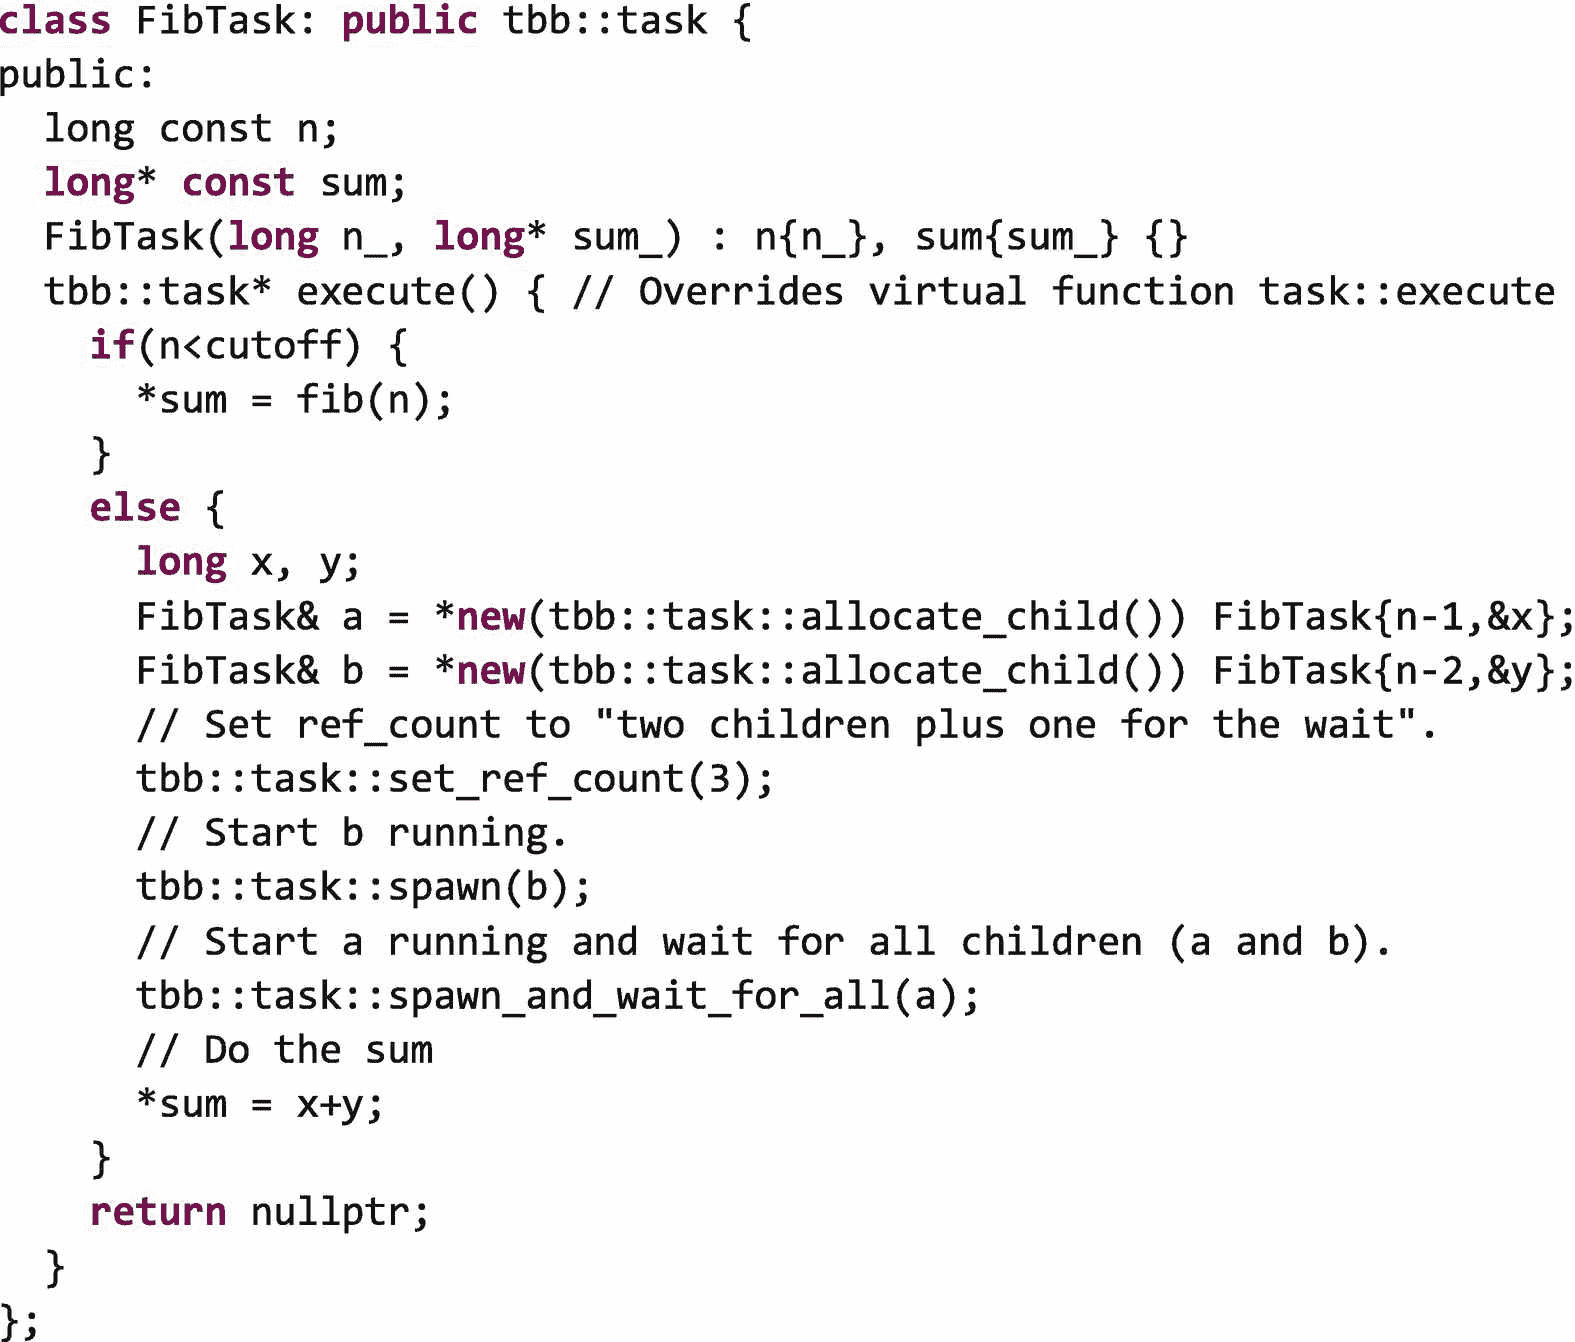 class FibTask: public tbb::task {
public:
  long const n;
  long* const sum;
  FibTask(long n_, long* sum_) : n{n_}, sum{sum_} {}
  tbb::task* execute() { // Overrides virtual function task::execute
    if(n<cutoff) {
      *sum = fib(n);
    }
    else {
      long x, y;
      FibTask& a = *new(tbb::task::allocate_child()) FibTask{n-1,&x};
      FibTask& b = *new(tbb::task::allocate_child()) FibTask{n-2,&y};
      // Set ref_count to "two children plus one for the wait".
      tbb::task::set_ref_count(3);
      // Start b running.
      tbb::task::spawn(b);
      // Start a running and wait for all children (a and b).
      tbb::task::spawn_and_wait_for_all(a);
      // Do the sum
      *sum = x+y;
    }
    return nullptr;
  }
};